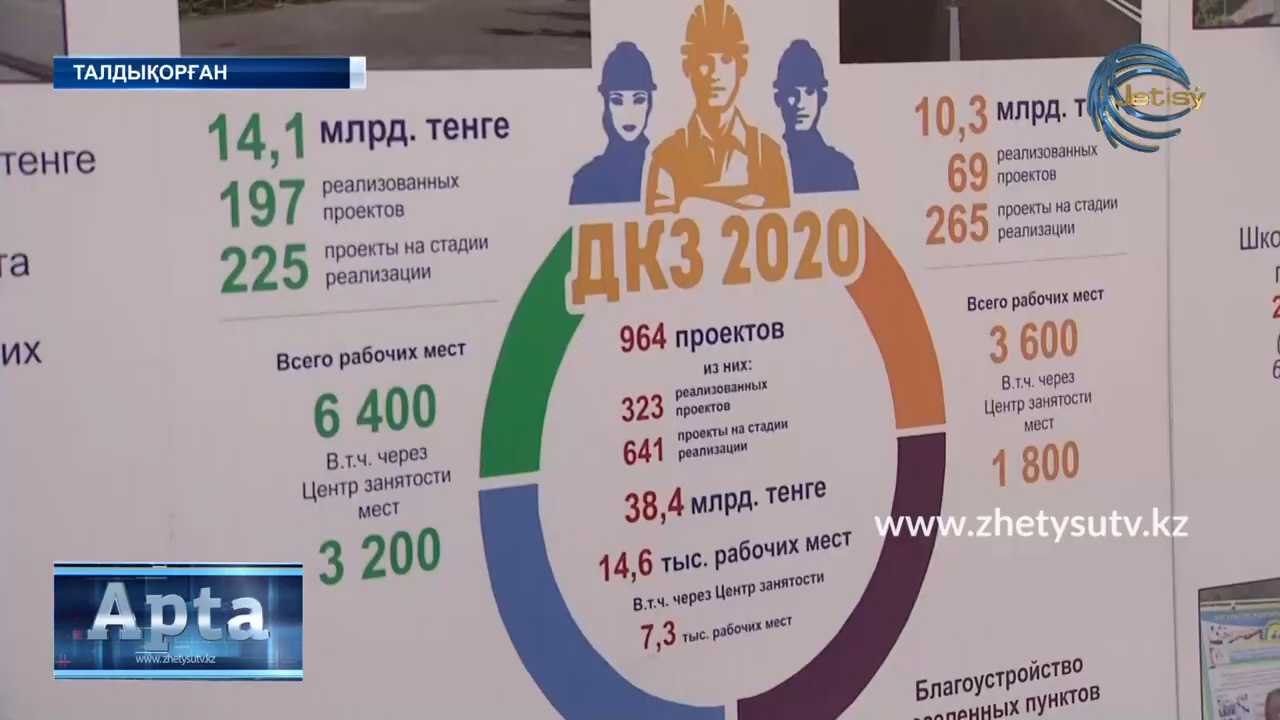 ТАЛДЫҚОРҒАН
Jetisý
тенге
их
14,1 млрд. тенге
197 реализованных
проектов
225 проекты на стадии
реализации
Всего рабочих мест
6 400
В.т.ч. через
Центр занятости
мест
3 200
ДКЗ 2020
964 проектов
из них:
323 реализованных
проектов
641 проекты на стадии
реализации
38,4 млрд. тенге
14,6 тыс. рабочих мест
В.т.ч. через Центр занятости
7,3 тыс. рабочих мест
10,3 млрд. т
69 реализованных
проектов
265 проекты на стадии
реализации
Всего рабочих мест
3 600
В.т.ч. через
Центр занятости
мест
1 800
www.zhetysutv.kz
Благоустройство
селенных пунктов
Шко
Арта
www.zhetysutv.kz